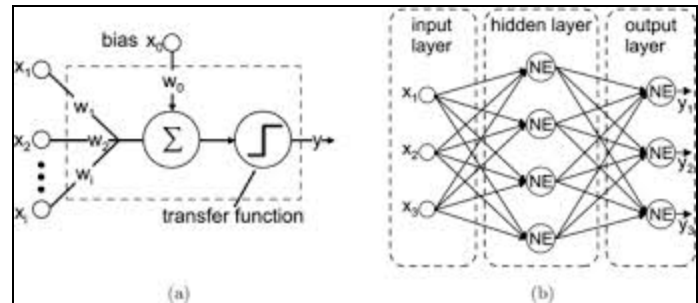 (a)
bias x₀
w₀
x₁
w₁
x₂
w₂
wᵢ
xᵢ
Σ
y
transfer function
(a)
(b)
input layer
hidden layer
output layer
x₁
x₂
x₃
NE
NE
NE
NE
NE
NE
NE
y₁
y₂
y₃
(b)